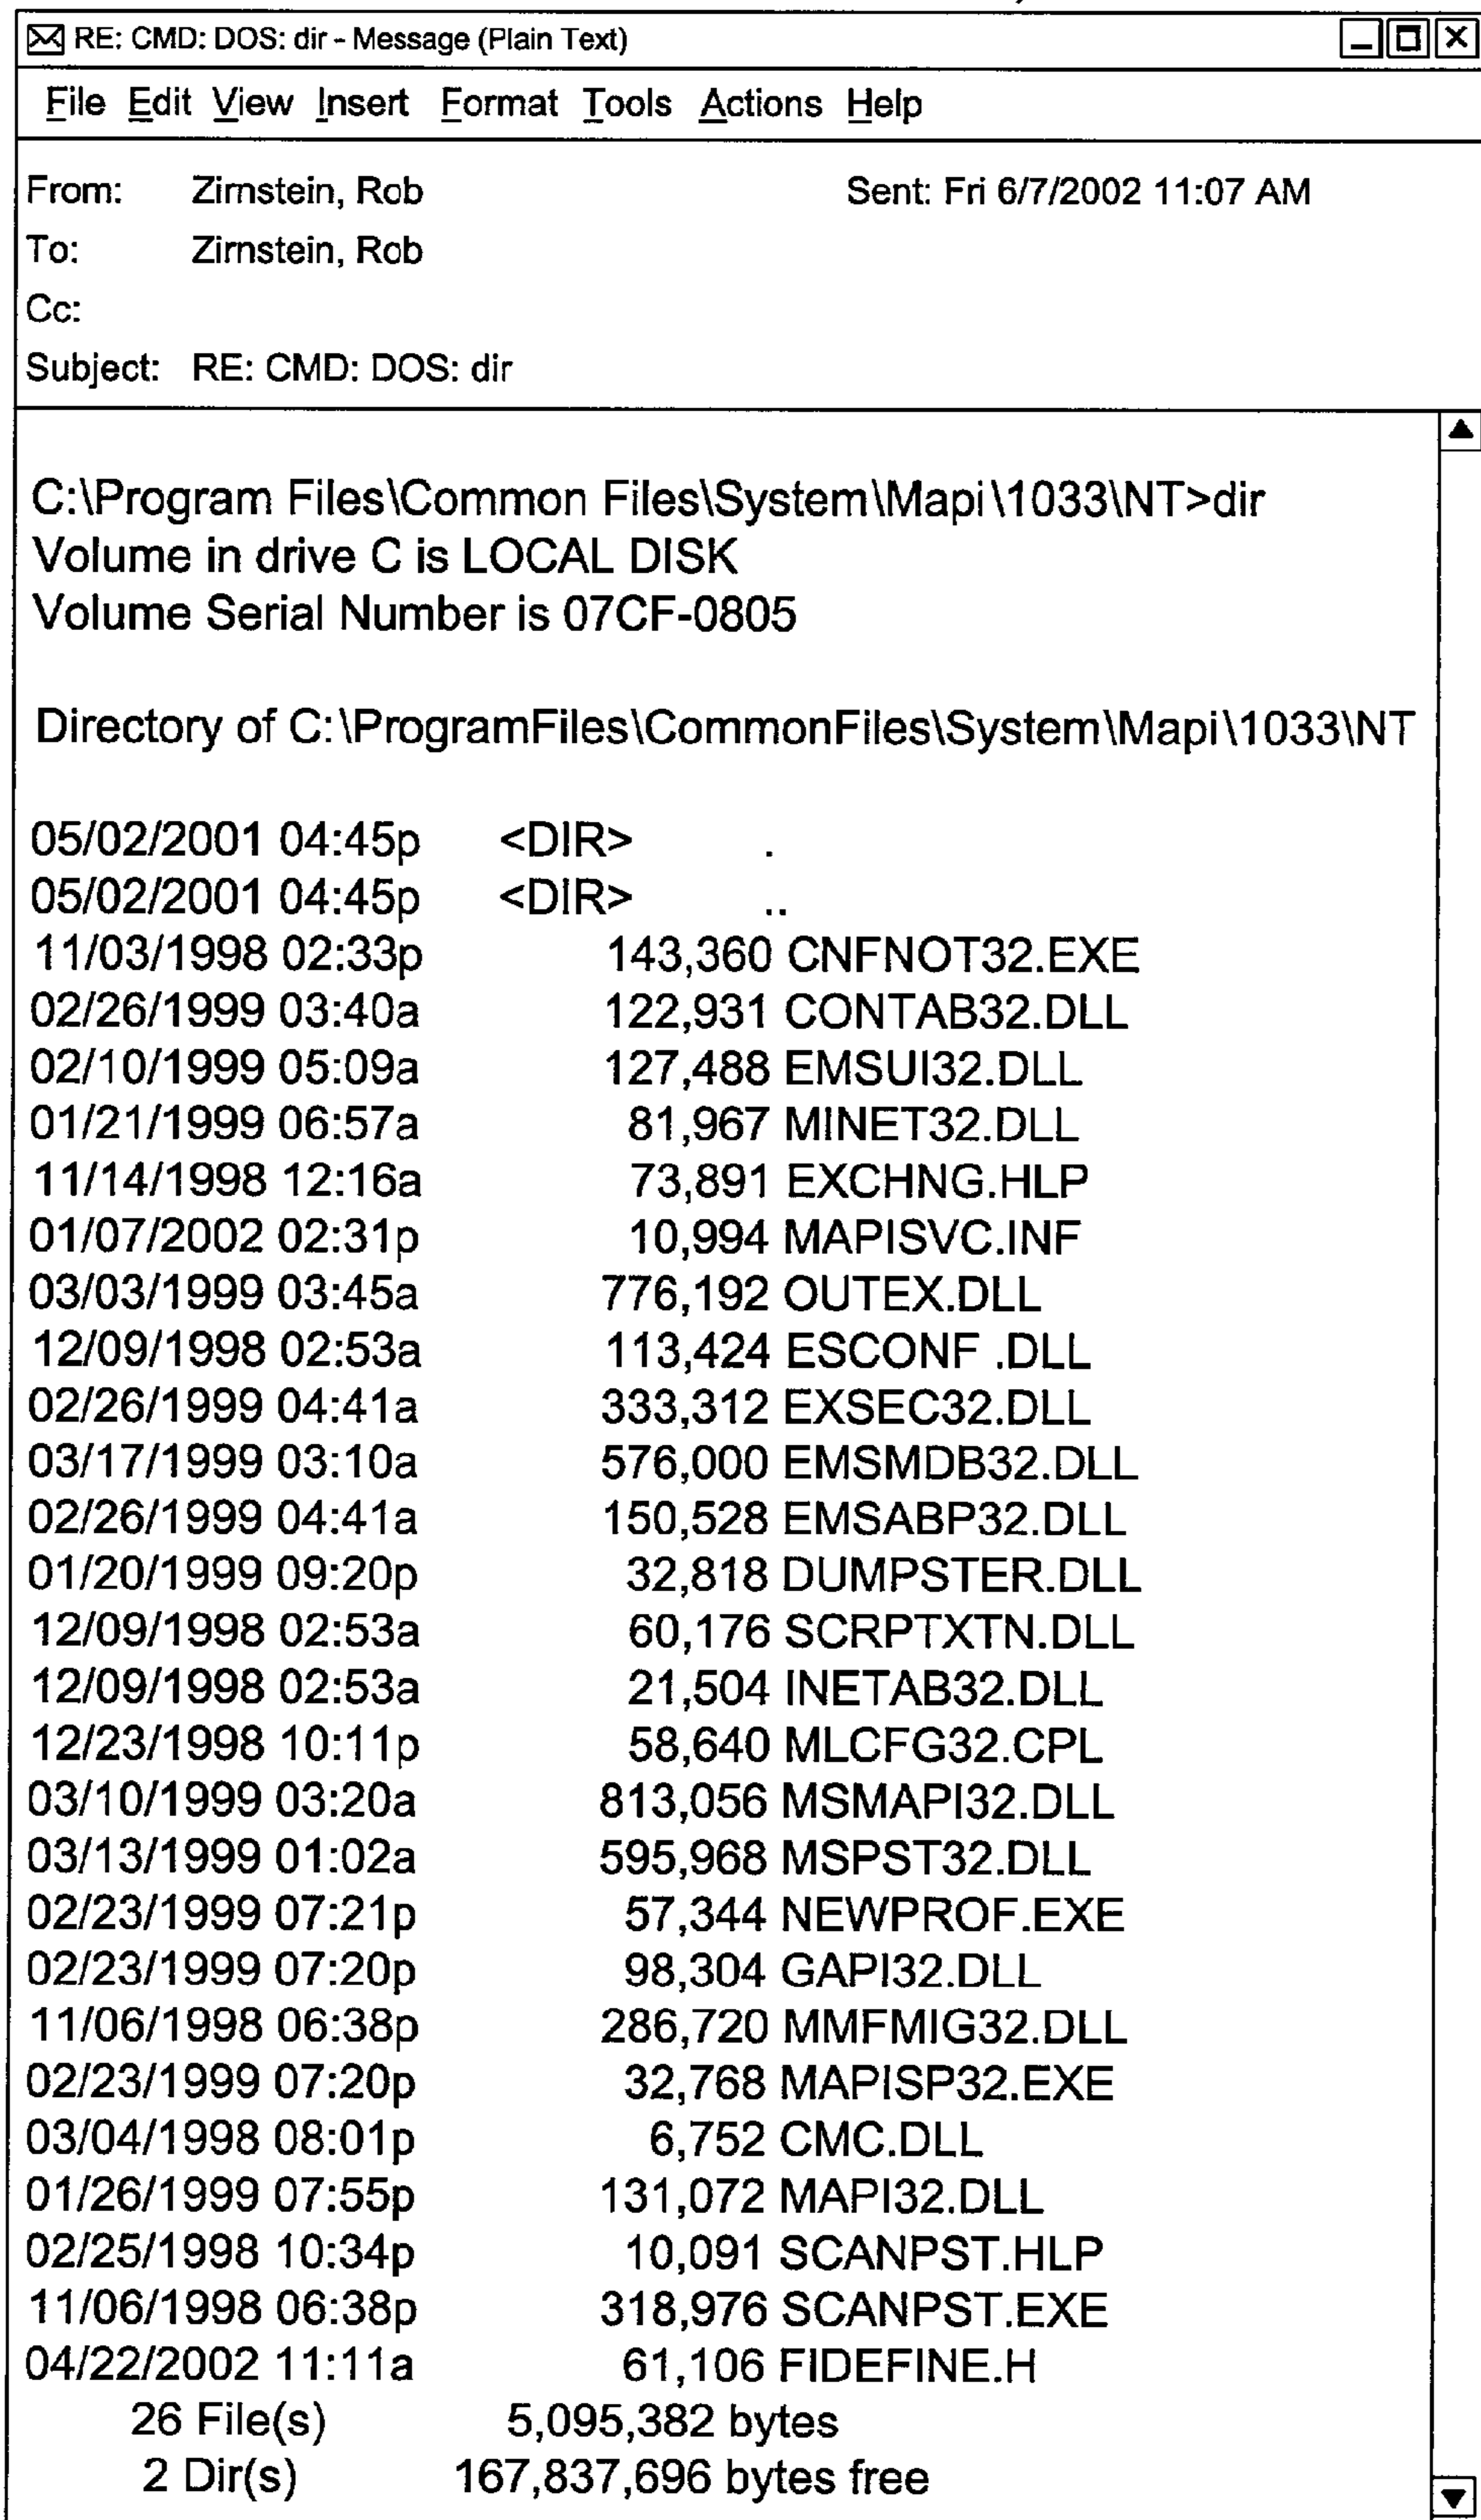 RE: CMD: DOS: dir - Message (Plain Text)
File Edit View Insert Format Tools Actions Help
From: Zirnstein, Rob Sent: Fri 6/7/2002 11:07 AM
To: Zirnstein, Rob
Cc:
Subject: RE: CMD: DOS: dir
C:\Program Files\Common Files\System\Mapi\1033\NT>dir
Volume in drive C is LOCAL DISK
Volume Serial Number is 07CF-0805
Directory of C:\ProgramFiles\CommonFiles\System\Mapi\1033\NT
05/02/2001 04:45p <DIR> .
05/02/2001 04:45p <DIR> ..
11/03/1998 02:33p 143,360 CNFNOT32.EXE
02/26/1999 03:40a 122,931 CONTAB32.DLL
02/10/1999 05:09a 127,488 EMSUI32.DLL
01/21/1999 06:57a 81,967 MINET32.DLL
11/14/1998 12:16a 73,891 EXCHNG.HLP
01/07/2002 02:31p 10,994 MAPISVC.INF
03/03/1999 03:45a 776,192 OUTEX.DLL
12/09/1998 02:53a 113,424 ESCONF .DLL
02/26/1999 04:41a 333,312 EXSEC32.DLL
03/17/1999 03:10a 576,000 EMSMDB32.DLL
02/26/1999 04:41a 150,528 EMSABP32.DLL
01/20/1999 09:20p 32,818 DUMPSTER.DLL
12/09/1998 02:53a 60,176 SCRPTXTN.DLL
12/09/1998 02:53a 21,504 INETAB32.DLL
12/23/1998 10:11p 58,640 MLCFG32.CPL
03/10/1999 03:20a 813,056 MSMAPI32.DLL
03/13/1999 01:02a 595,968 MSPST32.DLL
02/23/1999 07:21p 57,344 NEWPROF.EXE
02/23/1999 07:20p 98,304 GAPI32.DLL
11/06/1998 06:38p 286,720 MMFMIG32.DLL
02/23/1999 07:20p 32,768 MAPISP32.EXE
03/04/1998 08:01p 6,752 CMC.DLL
01/26/1999 07:55p 131,072 MAPI32.DLL
02/25/1998 10:34p 10,091 SCANPST.HLP
11/06/1998 06:38p 318,976 SCANPST.EXE
04/22/2002 11:11a 61,106 FIDEFINE.H
26 File(s) 5,095,382 bytes
2 Dir(s) 167,837,696 bytes free